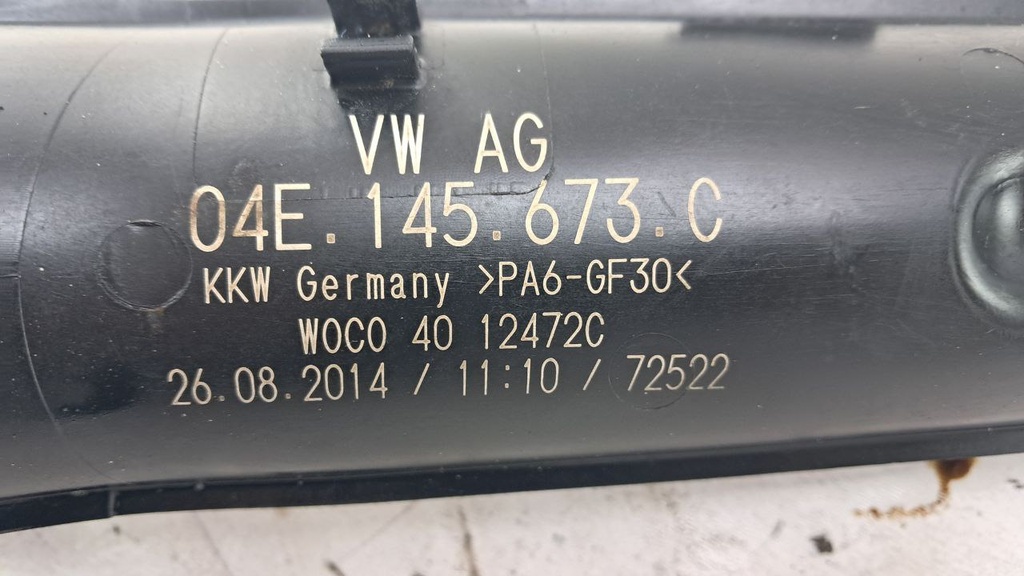 VW AG
04E.145.673.C
KKW Germany >PA6-GF30<
WOCO 40 12472C
26.08.2014 / 11:10 / 72522